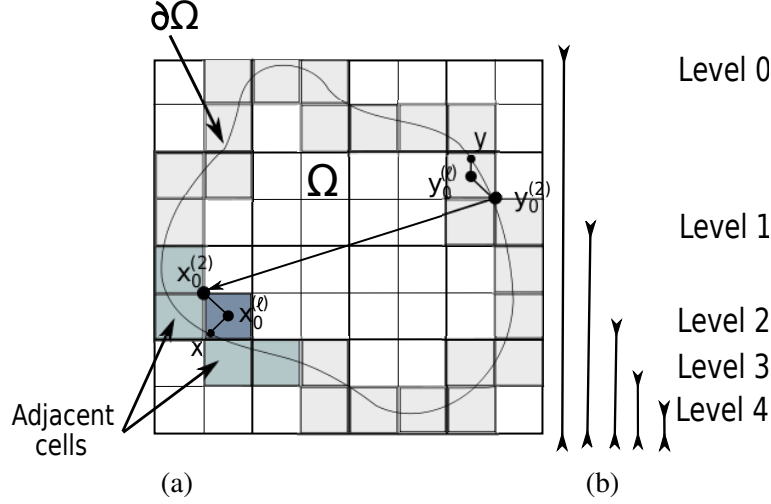 ∂Ω
Level 0
y
Ω
y₀⁽ℓ⁾
y₀⁽²⁾
Level 1
x₀⁽²⁾
x₀⁽ℓ⁾
Level 2
x
Level 3
Adjacent
cells
Level 4
(a)
(b)